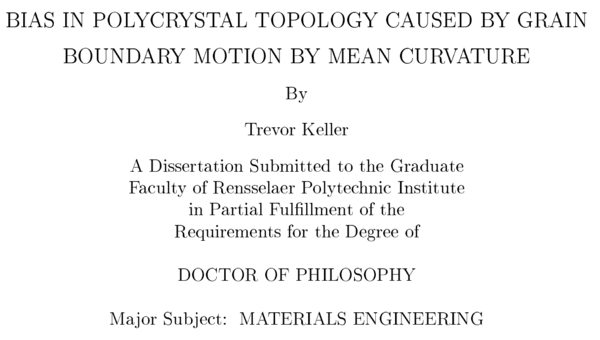 BIAS IN POLYCRYSTAL TOPOLOGY CAUSED BY GRAIN
BOUNDARY MOTION BY MEAN CURVATURE
By
Trevor Keller
A Dissertation Submitted to the Graduate
Faculty of Rensselaer Polytechnic Institute
in Partial Fulfillment of the
Requirements for the Degree of
DOCTOR OF PHILOSOPHY
Major Subject: MATERIALS ENGINEERING